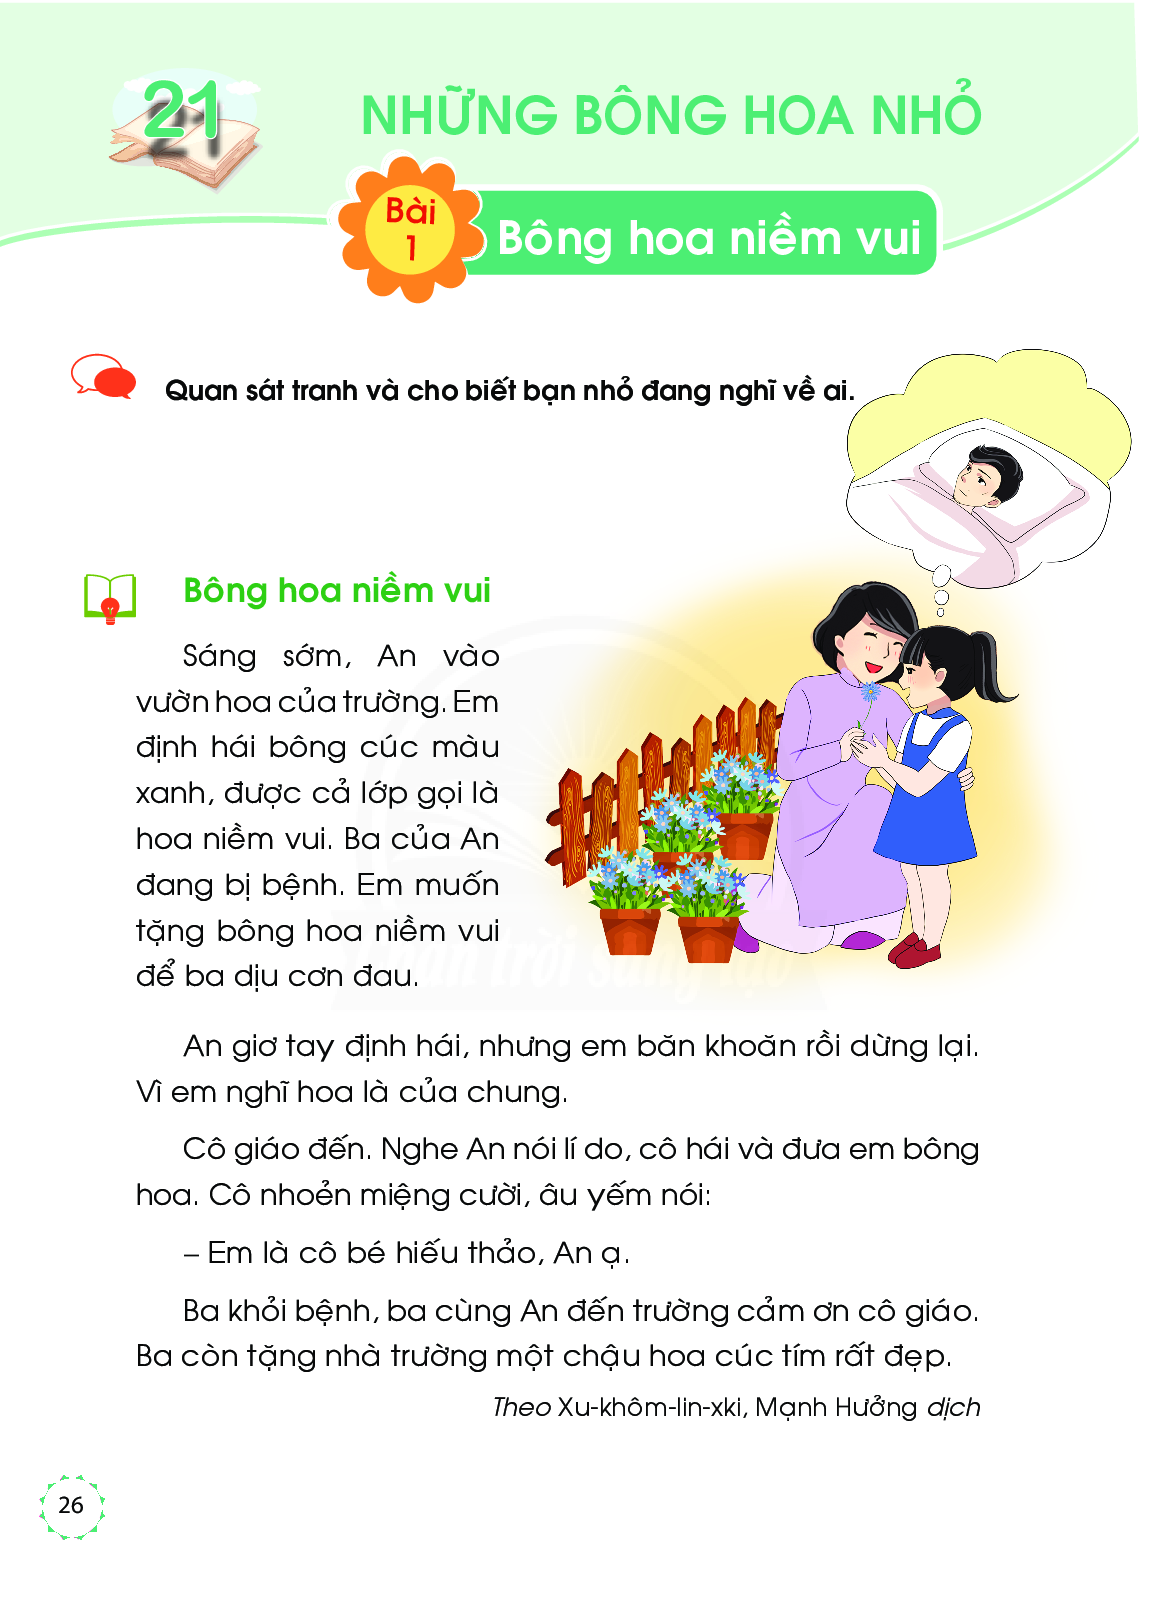 21
NHỮNG BÔNG HOA NHỎ
Bài
1
Bông hoa niềm vui
Quan sát tranh và cho biết bạn nhỏ đang nghĩ về ai.
Bông hoa niềm vui
Sáng sớm, An vào
vườn hoa của trường. Em
định hái bông cúc màu
xanh, được cả lớp gọi là
hoa niềm vui. Ba của An
đang bị bệnh. Em muốn
tặng bông hoa niềm vui
để ba dịu cơn đau.
An giơ tay định hái, nhưng em băn khoăn rồi dừng lại.
Vì em nghĩ hoa là của chung.
Cô giáo đến. Nghe An nói lí do, cô hái và đưa em bông
hoa. Cô nhoẻn miệng cười, âu yếm nói:
– Em là cô bé hiếu thảo, An ạ.
Ba khỏi bệnh, ba cùng An đến trường cảm ơn cô giáo.
Ba còn tặng nhà trường một chậu hoa cúc tím rất đẹp.
Theo Xu-khôm-lin-xki, Mạnh Hưởng dịch
26